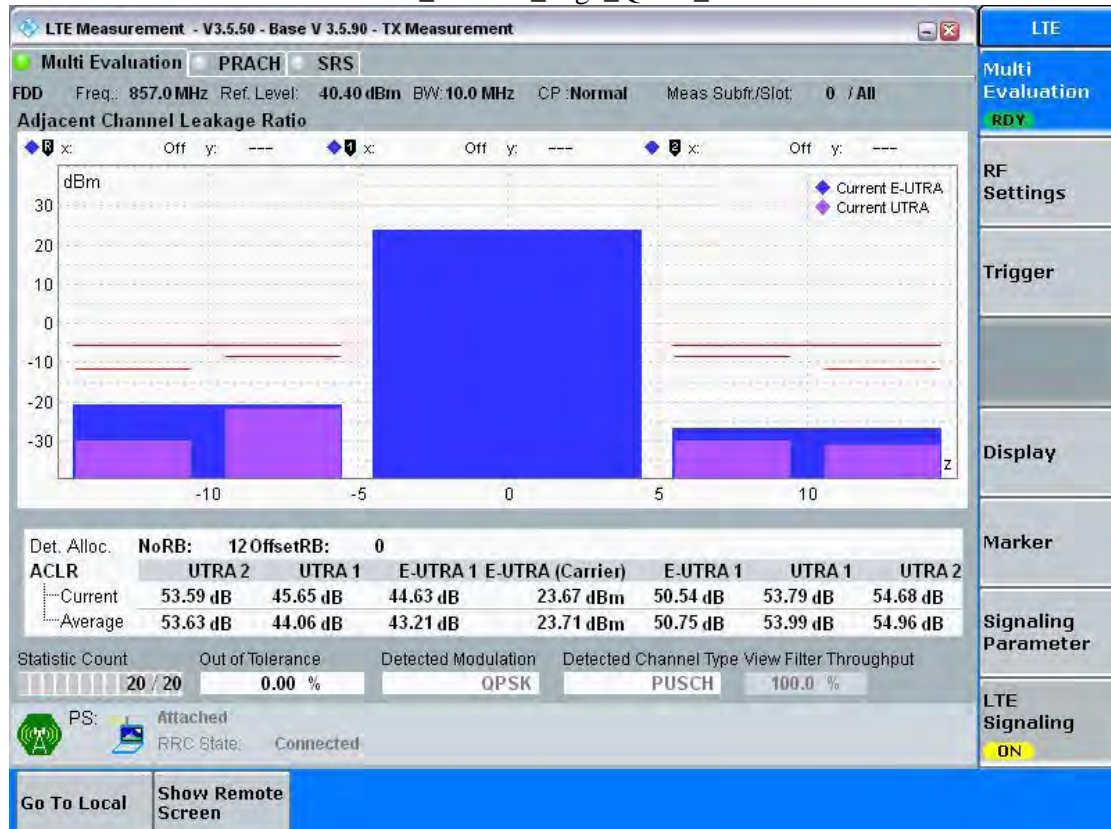 LTE Measurement - V3.5.50 - Base V 3.5.90 - TX Measurement
LTE
Multi Evaluation PRACH SRS
FDD Freq.: 857.0 MHz Ref. Level: 40.40 dBm BW: 10.0 MHz CP :Normal Meas Subfr./Slot: 0 / All
Adjacent Channel Leakage Ratio
R x: Off y: --- 1 x: Off y: --- 2 x: Off y: ---
dBm
Current E-UTRA
Current UTRA
30
20
10
0
-10
-20
-30
Z
-10 -5 0 5 10
Det. Alloc. NoRB: 12 OffsetRB: 0
ACLR UTRA 2 UTRA 1 E-UTRA 1 E-UTRA (Carrier) E-UTRA 1 UTRA 1 UTRA 2
Current 53.59 dB 45.65 dB 44.63 dB 23.67 dBm 50.54 dB 53.79 dB 54.68 dB
Average 53.63 dB 44.06 dB 43.21 dB 23.71 dBm 50.75 dB 53.99 dB 54.96 dB
Statistic Count Out of Tolerance Detected Modulation Detected Channel Type View Filter Throughput
20 / 20 0.00 % QPSK PUSCH 100.0 %
PS: Attached
RRC State: Connected
Multi
Evaluation
RDY
RF
Settings
Trigger
Display
Marker
Signaling
Parameter
LTE
Signaling
ON
Go To Local
Show Remote
Screen